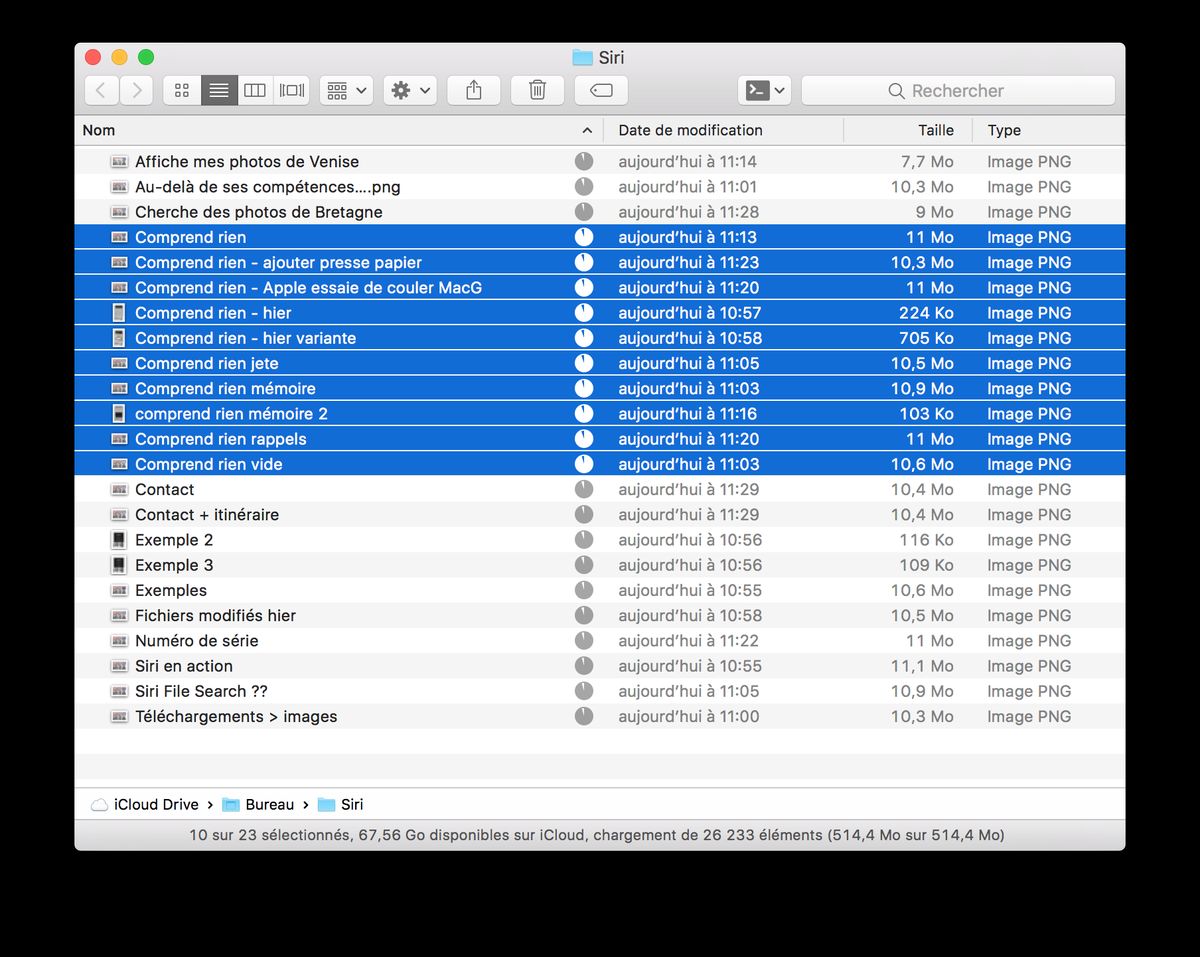 Siri
Rechercher
Nom Date de modification Taille Type
Affiche mes photos de Venise aujourd’hui à 11:14 7,7 Mo Image PNG
Au-delà de ses compétences....png aujourd’hui à 11:01 10,3 Mo Image PNG
Cherche des photos de Bretagne aujourd’hui à 11:28 9 Mo Image PNG
Comprend rien aujourd’hui à 11:13 11 Mo Image PNG
Comprend rien - ajouter presse papier aujourd’hui à 11:23 10,3 Mo Image PNG
Comprend rien - Apple essaie de couler MacG aujourd’hui à 11:20 11 Mo Image PNG
Comprend rien - hier aujourd’hui à 10:57 224 Ko Image PNG
Comprend rien - hier variante aujourd’hui à 10:58 705 Ko Image PNG
Comprend rien jete aujourd’hui à 11:05 10,5 Mo Image PNG
Comprend rien mémoire aujourd’hui à 11:03 10,9 Mo Image PNG
comprend rien mémoire 2 aujourd’hui à 11:16 103 Ko Image PNG
Comprend rien rappels aujourd’hui à 11:20 11 Mo Image PNG
Comprend rien vide aujourd’hui à 11:03 10,6 Mo Image PNG
Contact aujourd’hui à 11:29 10,4 Mo Image PNG
Contact + itinéraire aujourd’hui à 11:29 10,4 Mo Image PNG
Exemple 2 aujourd’hui à 10:56 116 Ko Image PNG
Exemple 3 aujourd’hui à 10:56 109 Ko Image PNG
Exemples aujourd’hui à 10:55 10,6 Mo Image PNG
Fichiers modifiés hier aujourd’hui à 10:58 10,5 Mo Image PNG
Numéro de série aujourd’hui à 11:22 11 Mo Image PNG
Siri en action aujourd’hui à 10:55 11,1 Mo Image PNG
Siri File Search ?? aujourd’hui à 11:05 10,9 Mo Image PNG
Téléchargements > images aujourd’hui à 11:00 10,3 Mo Image PNG
iCloud Drive › Bureau › Siri
10 sur 23 sélectionnés, 67,56 Go disponibles sur iCloud, chargement de 26 233 éléments (514,4 Mo sur 514,4 Mo)